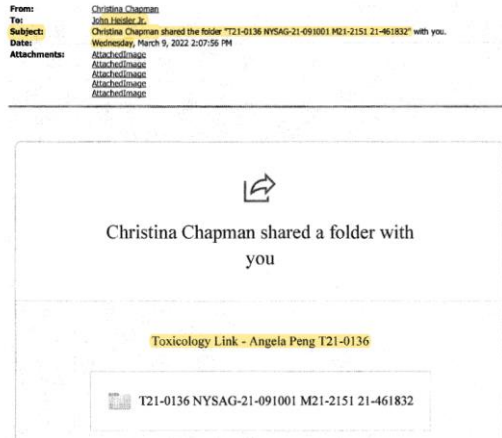 From: Christina Chapman
To: John Heisler Jr.
Subject: Christina Chapman shared the folder "T21-0136 NYSAG-21-091001 M21-2151 21-461832" with you.
Date: Wednesday, March 9, 2022 2:07:56 PM
Attachments: AttachedImage
AttachedImage
AttachedImage
AttachedImage
AttachedImage
Christina Chapman shared a folder with
you
Toxicology Link - Angela Peng T21-0136
T21-0136 NYSAG-21-091001 M21-2151 21-461832